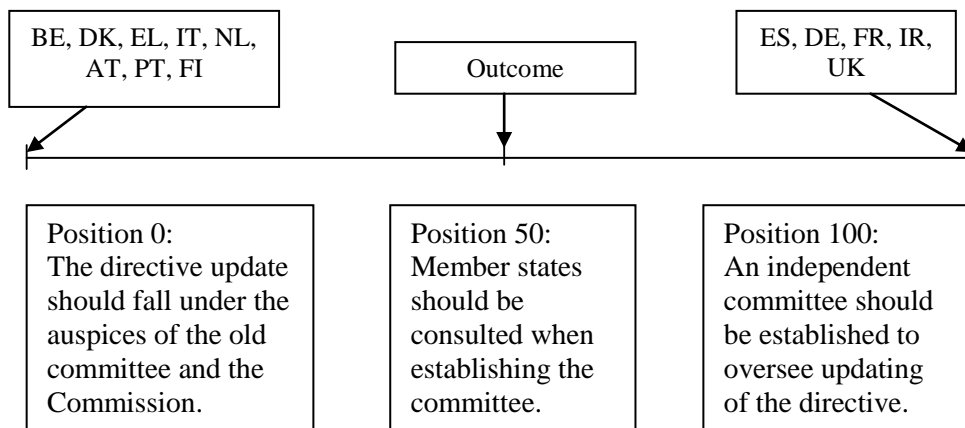 BE, DK, EL, IT, NL,
AT, PT, FI
Outcome
ES, DE, FR, IR,
UK
Position 0:
The directive update
should fall under the
auspices of the old
committee and the
Commission.
Position 50:
Member states
should be
consulted when
establishing the
committee.
Position 100:
An independent
committee should
be established to
oversee updating
of the directive.